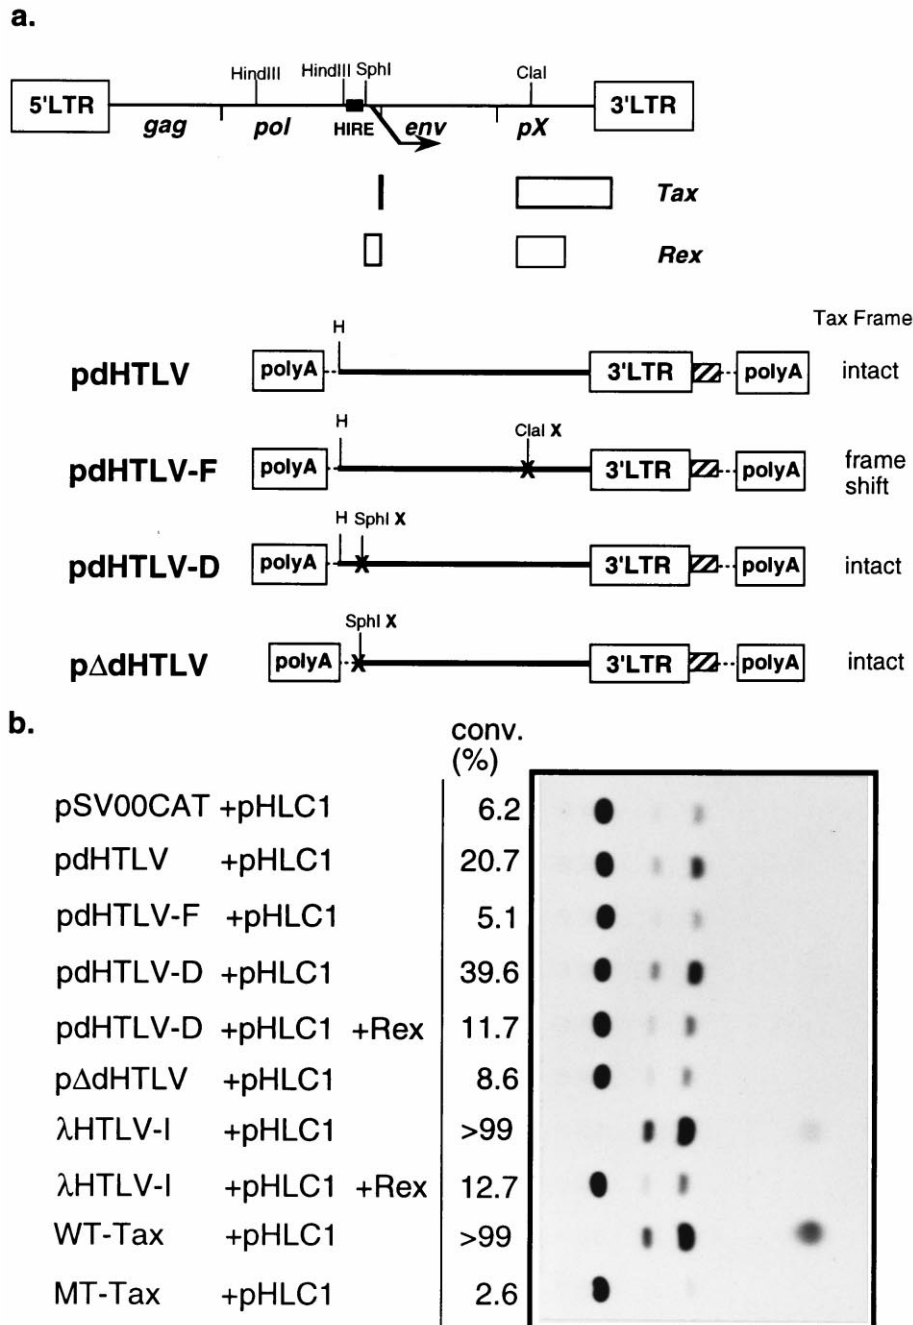 a.
HindIII HindIII SphI ClaI
5'LTR gag pol HIRE env pX 3'LTR
Tax
Rex
Tax Frame
H
pdHTLV polyA 3'LTR polyA intact
H ClaI X
pdHTLV-F polyA X 3'LTR polyA frame shift
H SphI X
pdHTLV-D polyA X 3'LTR polyA intact
SphI X
pΔdHTLV polyA X 3'LTR polyA intact
b.
conv.
(%)
pSV00CAT +pHLC1 6.2
pdHTLV +pHLC1 20.7
pdHTLV-F +pHLC1 5.1
pdHTLV-D +pHLC1 39.6
pdHTLV-D +pHLC1 +Rex 11.7
pΔdHTLV +pHLC1 8.6
λHTLV-I +pHLC1 >99
λHTLV-I +pHLC1 +Rex 12.7
WT-Tax +pHLC1 >99
MT-Tax +pHLC1 2.6